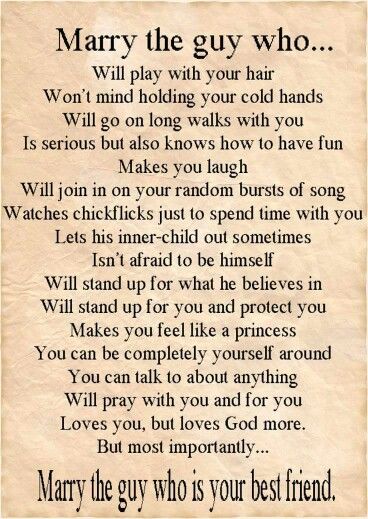 Marry the guy who...
Will play with your hair
Won't mind holding your cold hands
Will go on long walks with you
Is serious but also knows how to have fun
Makes you laugh
Will join in on your random bursts of song
Watches chickflicks just to spend time with you
Lets his inner-child out sometimes
Isn't afraid to be himself
Will stand up for what he believes in
Will stand up for you and protect you
Makes you feel like a princess
You can be completely yourself around
You can talk to about anything
Will pray with you and for you
Loves you, but loves God more.
But most importantly...
Marry the guy who is your best friend.